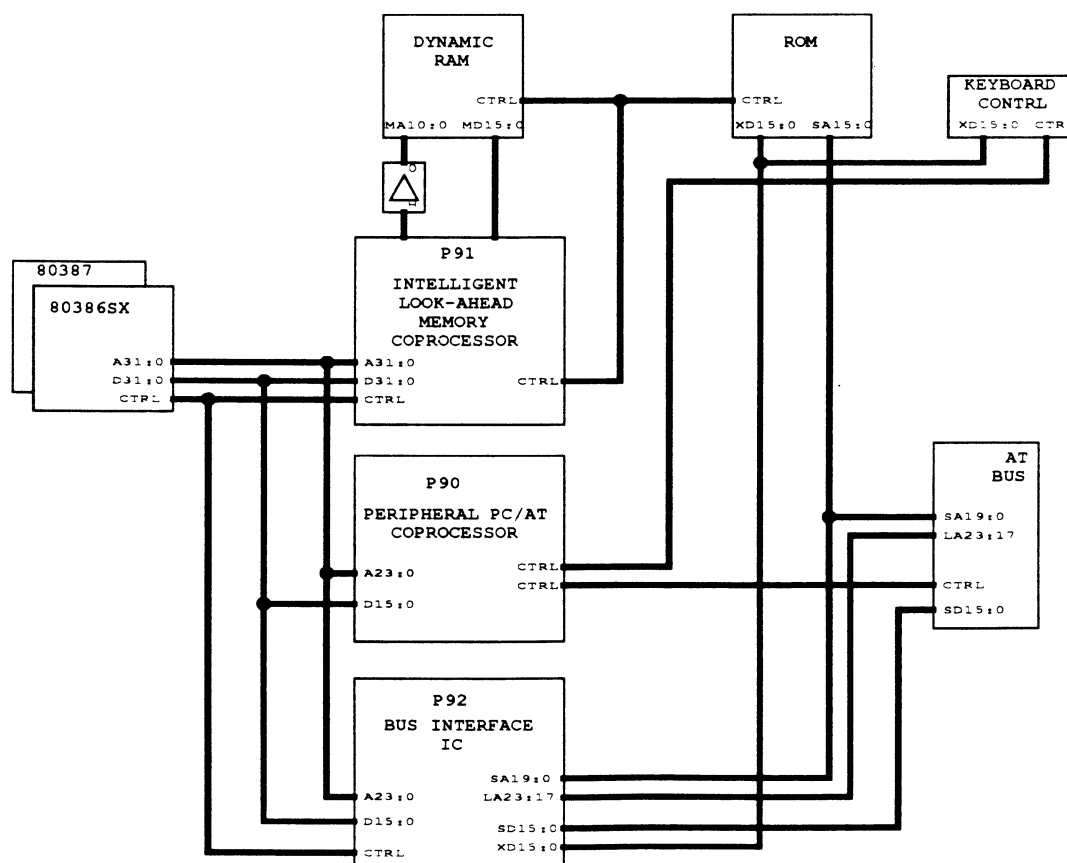 DYNAMIC
RAM
CTRL
MA10:0 MD15:0
ROM
CTRL
XD15:0 SA15:0
KEYBOARD
CONTRL
XD15:0 CTRL
80387
80386SX
A31:0
D31:0
CTRL
P91
INTELLIGENT
LOOK-AHEAD
MEMORY
COPROCESSOR
A31:0
D31:0
CTRL
CTRL
P90
PERIPHERAL PC/AT
COPROCESSOR
A23:0
D15:0
CTRL
CTRL
AT
BUS
SA19:0
LA23:17
CTRL
SD15:0
P92
BUS INTERFACE
IC
A23:0
D15:0
CTRL
SA19:0
LA23:17
SD15:0
XD15:0